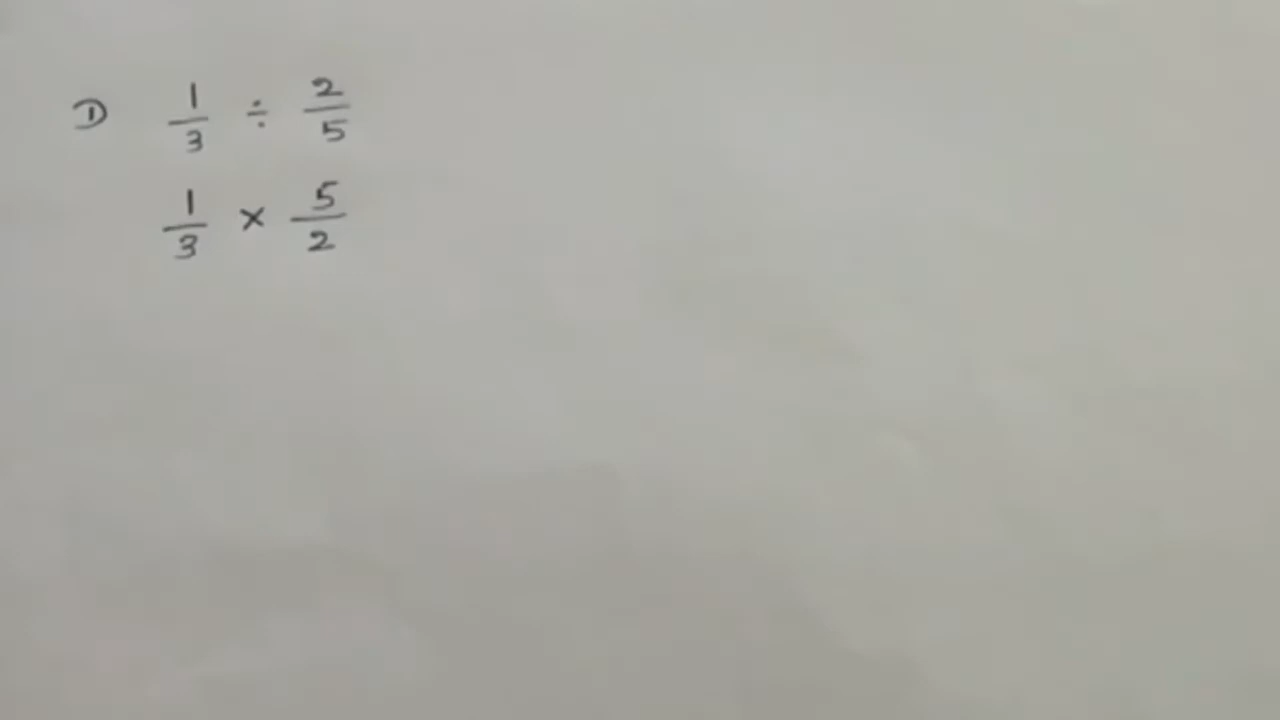 ① 1/3 ÷ 2/5
1/3 × 5/2